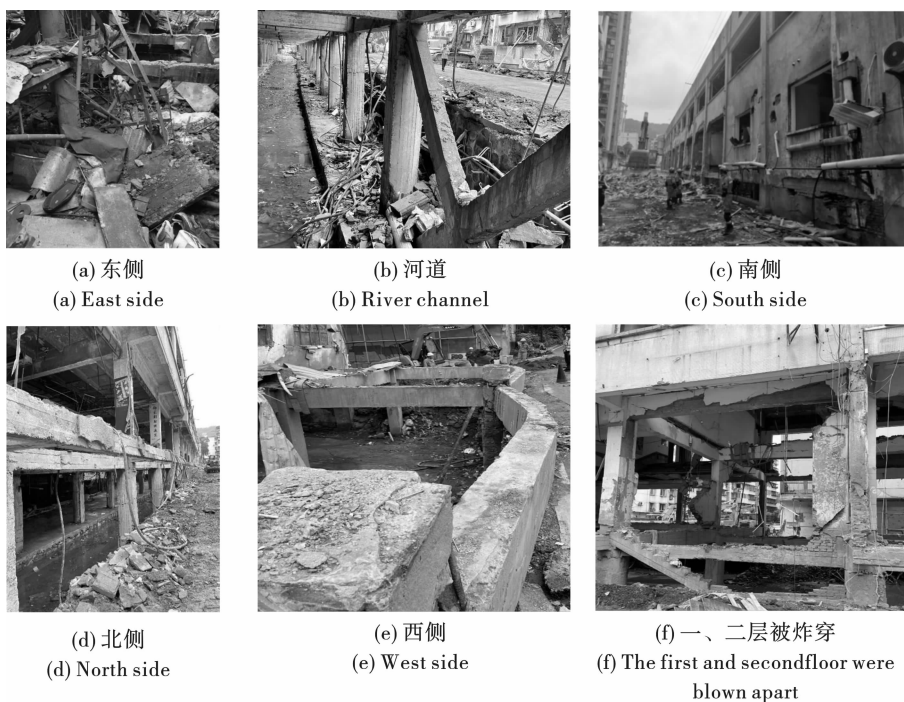 (a) 东侧
(a) East side
(b) 河道
(b) River channel
(c) 南侧
(c) South side
(d) 北侧
(d) North side
(e) 西侧
(e) West side
(f) 一、二层被炸穿
(f) The first and secondfloor were
blown apart